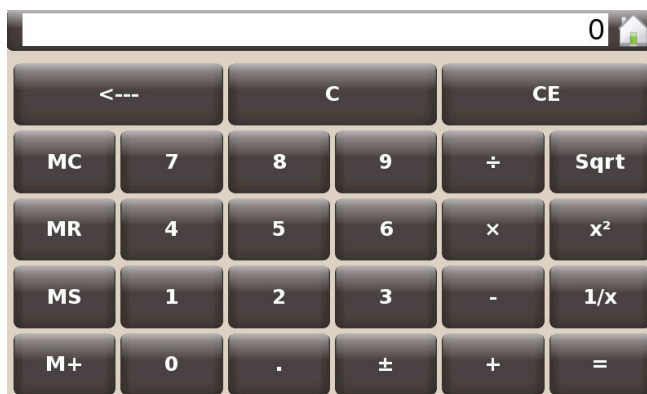 0
<--- C CE
MC 7 8 9 ÷ Sqrt
MR 4 5 6 × x²
MS 1 2 3 - 1/x
M+ 0 . ± + =